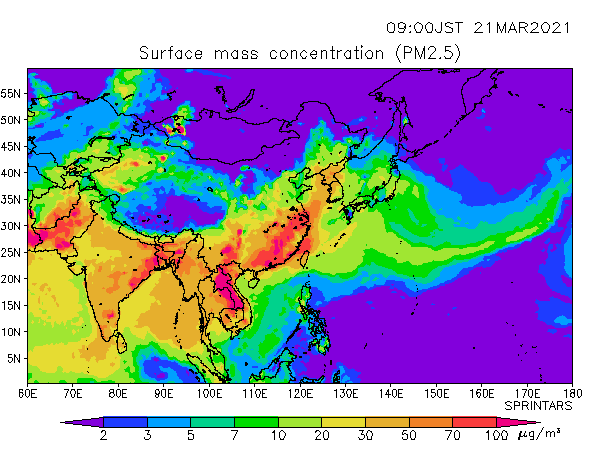 09:00JST 21MAR2021
Surface mass concentration (PM2.5)
55N
50N
45N
40N
35N
30N
25N
20N
15N
10N
5N
60E 70E 80E 90E 100E 110E 120E 130E 140E 150E 160E 170E 180
SPRINTARS
2 3 5 7 10 20 30 50 70 100 μg/m³